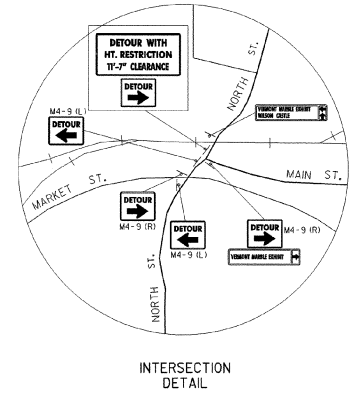 DETOUR WITH
HT. RESTRICTION
11'-7" CLEARANCE
DETOUR
NORTH ST.
M4-9 (L)
DETOUR
VERMONT MARBLE EXHIBIT
WILSON CASTLE
MAIN ST.
MARKET ST.
DETOUR
M4-9 (R)
DETOUR
M4-9 (L)
DETOUR
M4-9 (R)
VERMONT MARBLE EXHIBIT
NORTH ST.
INTERSECTION
DETAIL